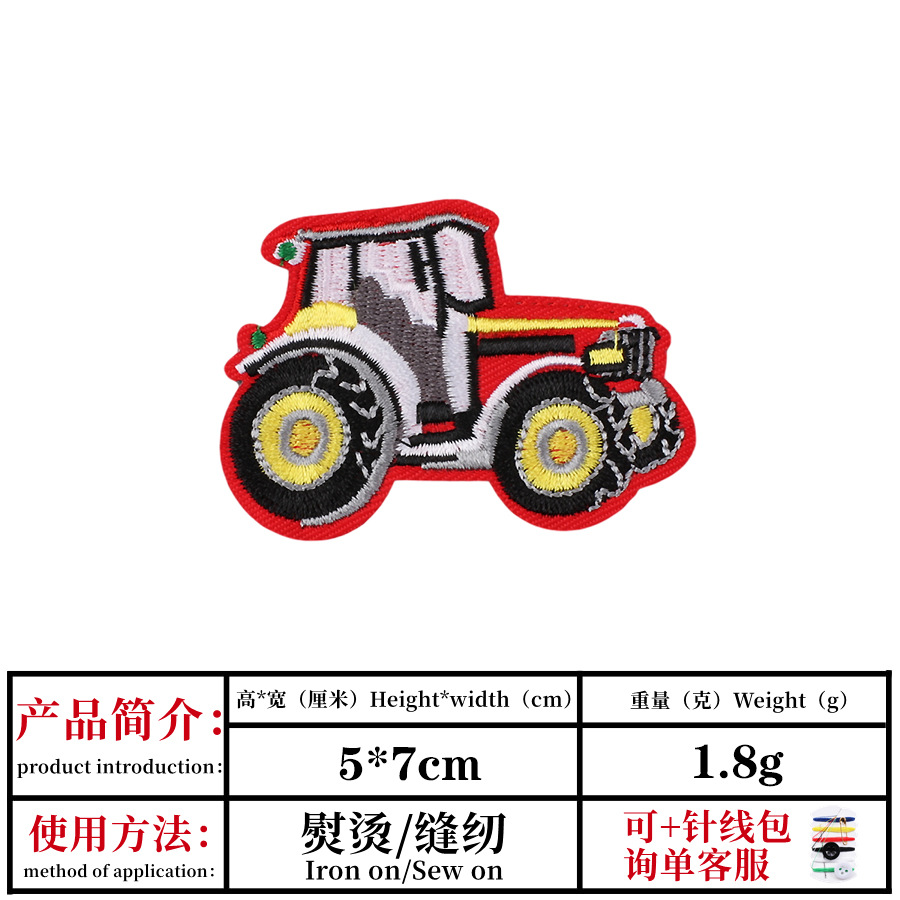 产品简介：
product introduction：
高*宽（厘米）Height*width（cm）
重量（克）Weight（g）
5*7cm
1.8g
使用方法：
method of application：
熨烫/缝纫
Iron on/Sew on
可+针线包
询单客服